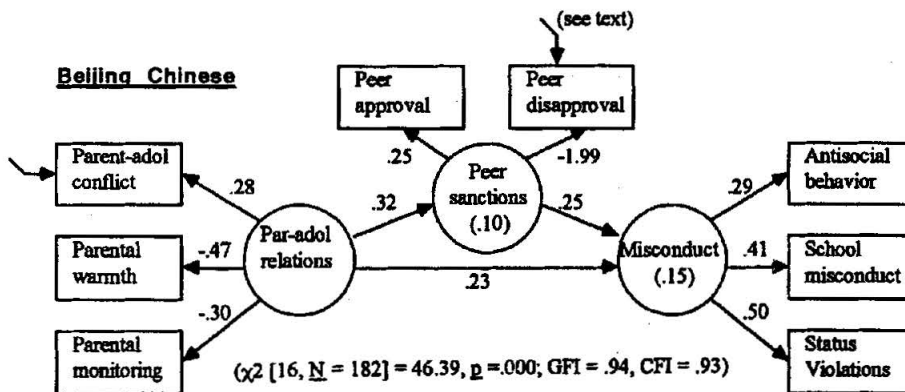 (see text)
Beijing Chinese
Peer
approval
Peer
disapproval
Parent-adol
conflict
.28
.25
-1.99
Peer
sanctions
(.10)
.32
.25
Antisocial
behavior
.29
Parental
warmth
-.47
Par-adol
relations
.23
Misconduct
(.15)
.41
School
misconduct
Parental
monitoring
-.30
.50
Status
Violations
(χ2 [16, N = 182] = 46.39, p =.000; GFI = .94, CFI = .93)